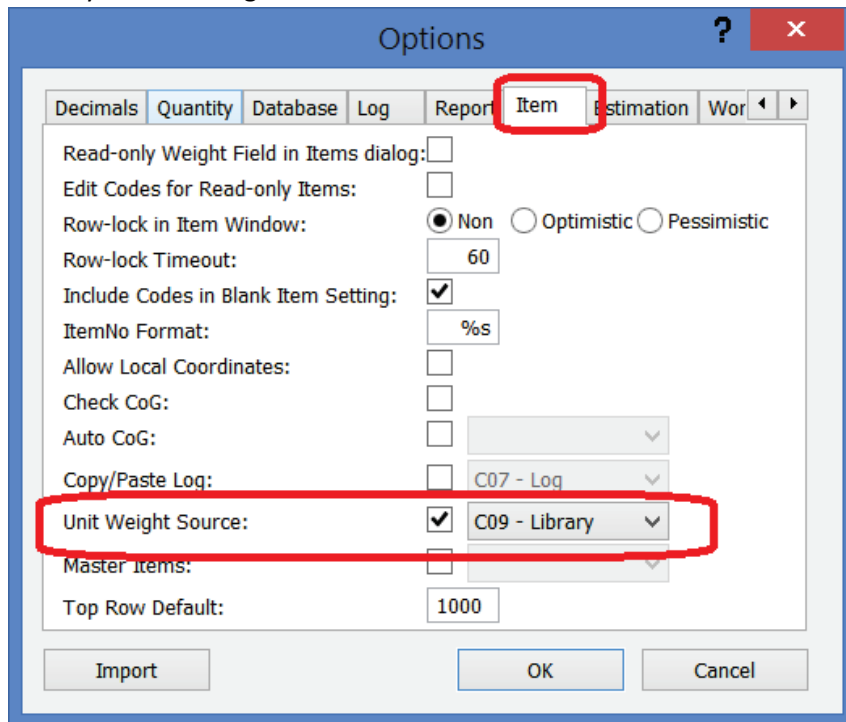 Options ?
Decimals Quantity Database Log Report Item Estimation Wor
Read-only Weight Field in Items dialog:
Edit Codes for Read-only Items:
Row-lock in Item Window: Non Optimistic Pessimistic
Row-lock Timeout: 60
Include Codes in Blank Item Setting:
ItemNo Format: %s
Allow Local Coordinates:
Check CoG:
Auto CoG:
Copy/Paste Log: C07 - Log
Unit Weight Source: C09 - Library
Master Items:
Top Row Default: 1000
Import OK Cancel